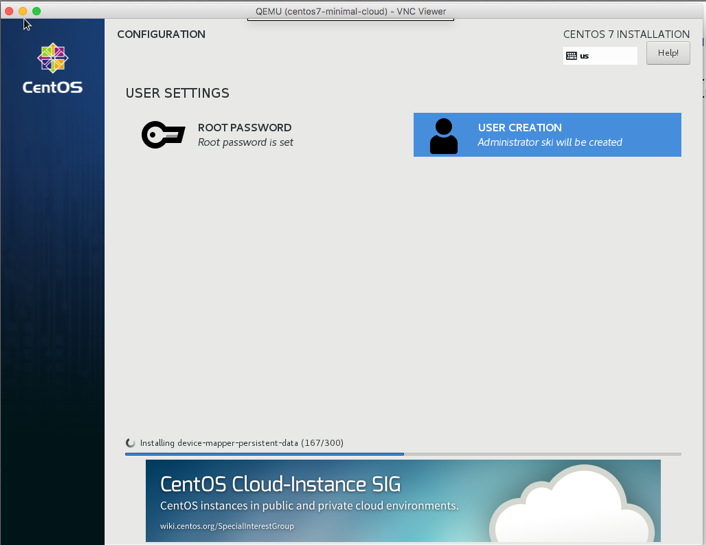 QEMU (centos7-minimal-cloud) - VNC Viewer
CentOS
CONFIGURATION
CENTOS 7 INSTALLATION
us
Help!
USER SETTINGS
ROOT PASSWORD
Root password is set
USER CREATION
Administrator ski will be created
Installing device-mapper-persistent-data (167/300)
CentOS Cloud-Instance SIG
CentOS instances in public and private cloud environments.
wiki.centos.org/SpecialInterestGroup